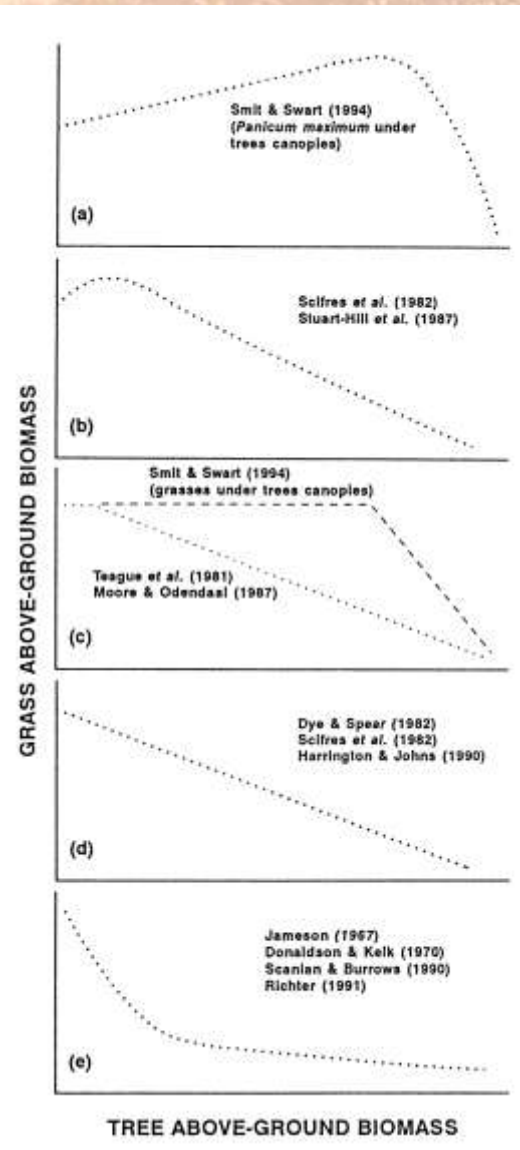 Smit & Swart (1994)
(Panicum maximum under
trees canopies)
(a)
Scifres et al. (1982)
Stuart-Hill et al. (1987)
(b)
Smit & Swart (1994)
(grasses under trees canopies)
Teague et al. (1981)
Moore & Odendaal (1987)
(c)
Dye & Spear (1982)
Scifres et al. (1982)
Harrington & Johns (1990)
(d)
Jameson (1967)
Donaldson & Kelk (1970)
Scanlan & Burrows (1990)
Richter (1991)
(e)
GRASS ABOVE-GROUND BIOMASS
TREE ABOVE-GROUND BIOMASS